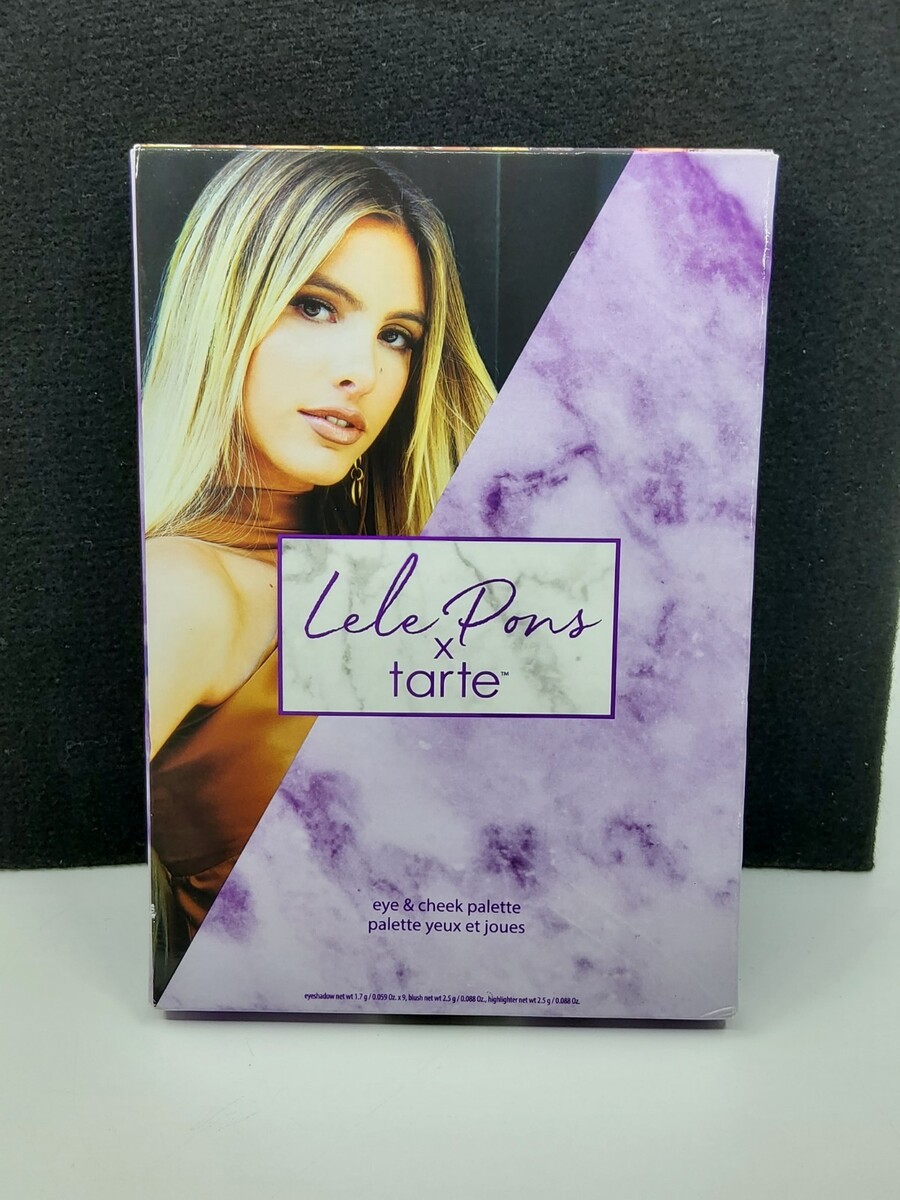 Lele Pons
x
tarte™
eye & cheek palette
palette yeux et joues
eyeshadow net wt 1.7 g / 0.059 Oz. x 9, blush net wt 2.5 g / 0.088 Oz., highlighter net wt 2.5 g / 0.088 Oz.